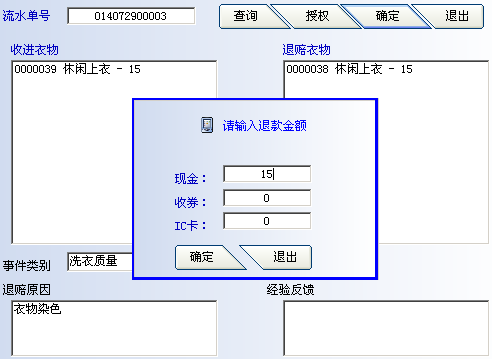 流水单号 014072900003 查询 授权 确定 退出
收进衣物 退赔衣物
0000039 休闲上衣 - 15 0000038 休闲上衣 - 15
请输入退款金额
现金： 15
收券： 0
IC卡： 0
确定 退出
事件类别 洗衣质量
退赔原因 经验反馈
衣物染色